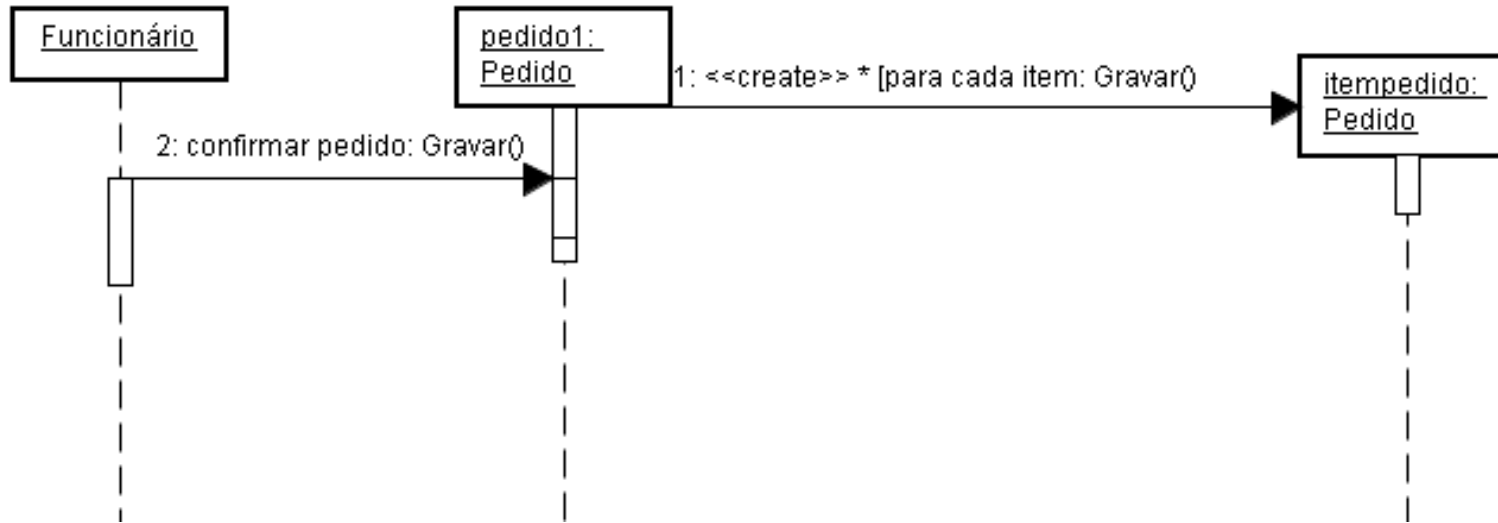 Funcionário
pedido1:
Pedido
1: <<create>> * [para cada item: Gravar()
itempedido:
Pedido
2: confirmar pedido: Gravar()